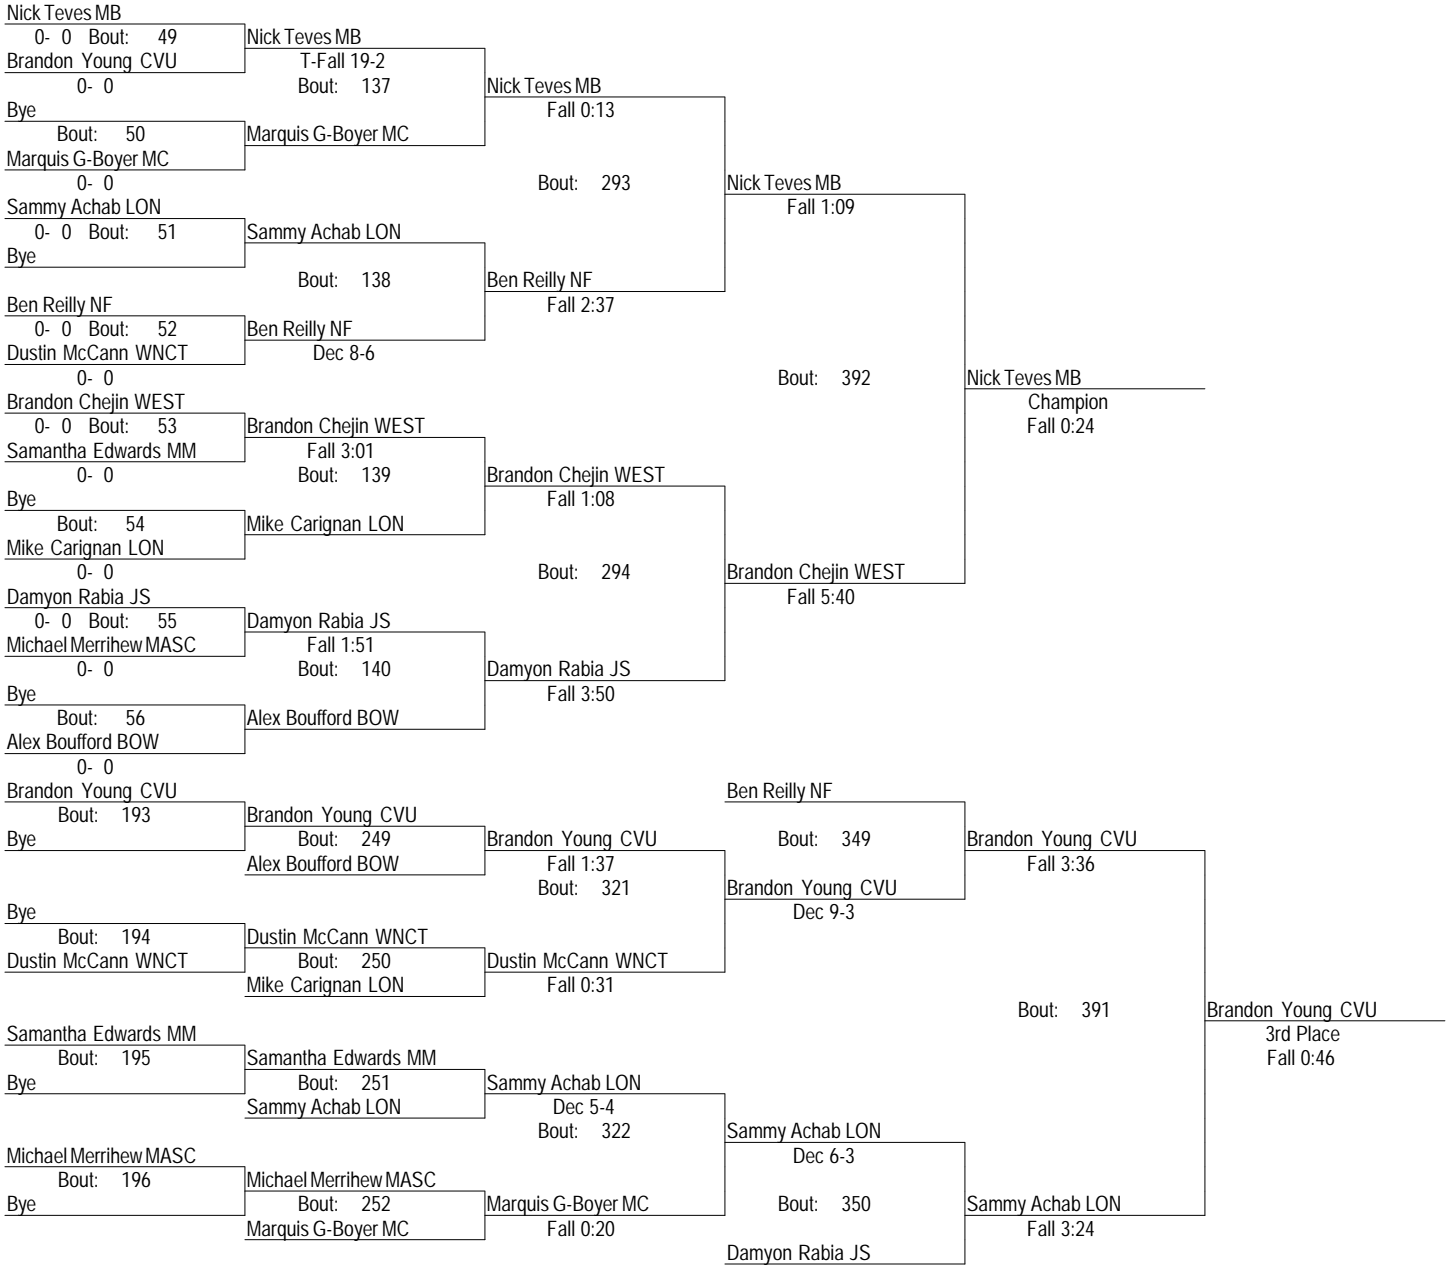 Nick Teves MB
0- 0 Bout: 49 Nick Teves MB
Brandon Young CVU T-Fall 19-2
0- 0 Bout: 137 Nick Teves MB
Bye Fall 0:13
Bout: 50 Marquis G-Boyer MC
Marquis G-Boyer MC
0- 0 Bout: 293 Nick Teves MB
Sammy Achab LON Fall 1:09
0- 0 Bout: 51 Sammy Achab LON
Bye
Bout: 138 Ben Reilly NF
Ben Reilly NF Fall 2:37
0- 0 Bout: 52 Ben Reilly NF
Dustin McCann WNCT Dec 8-6
0- 0 Bout: 392 Nick Teves MB
Brandon Chejin WEST Champion
0- 0 Bout: 53 Brandon Chejin WEST Fall 0:24
Samantha Edwards MM Fall 3:01
0- 0 Bout: 139 Brandon Chejin WEST
Bye Fall 1:08
Bout: 54 Mike Carignan LON
Mike Carignan LON
0- 0 Bout: 294 Brandon Chejin WEST
Damyon Rabia JS Fall 5:40
0- 0 Bout: 55 Damyon Rabia JS
Michael Merrihew MASC Fall 1:51
0- 0 Bout: 140 Damyon Rabia JS
Bye Fall 3:50
Bout: 56 Alex Boufford BOW
Alex Boufford BOW
0- 0
Brandon Young CVU Ben Reilly NF
Bout: 193 Brandon Young CVU
Bye Bout: 249 Brandon Young CVU Bout: 349 Brandon Young CVU
Alex Boufford BOW Fall 1:37 Fall 3:36
Bout: 321 Brandon Young CVU
Bye Dec 9-3
Bout: 194 Dustin McCann WNCT
Dustin McCann WNCT Bout: 250 Dustin McCann WNCT
Mike Carignan LON Fall 0:31
Bout: 391 Brandon Young CVU
Samantha Edwards MM 3rd Place
Bout: 195 Samantha Edwards MM Fall 0:46
Bye Bout: 251 Sammy Achab LON
Sammy Achab LON Dec 5-4
Bout: 322 Sammy Achab LON
Michael Merrihew MASC Dec 6-3
Bout: 196 Michael Merrihew MASC
Bye Bout: 252 Marquis G-Boyer MC Bout: 350 Sammy Achab LON
Marquis G-Boyer MC Fall 0:20 Fall 3:24
Damyon Rabia JS